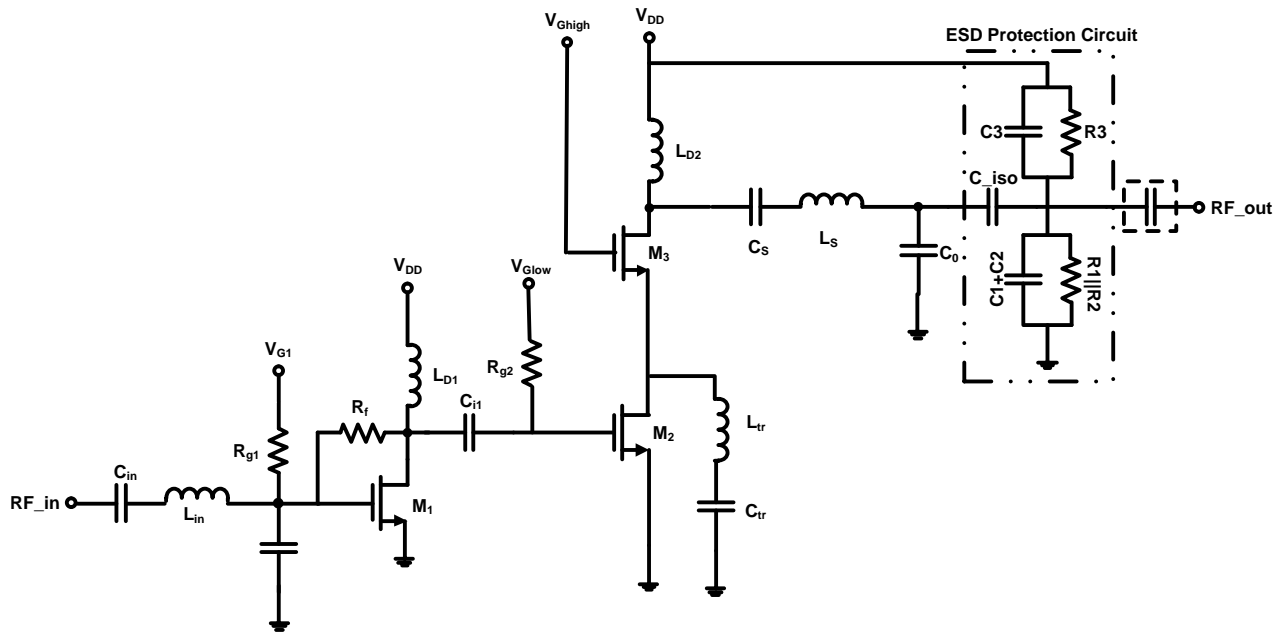 V_Ghigh
V_DD
ESD Protection Circuit
C3
R3
L_D2
C_iso
RF_out
C_S
L_S
C_0
M_3
C1+C2
R1||R2
V_DD
V_Glow
V_G1
L_D1
R_g2
R_f
C_i1
R_g1
M_2
L_tr
C_in
RF_in
L_in
M_1
C_tr